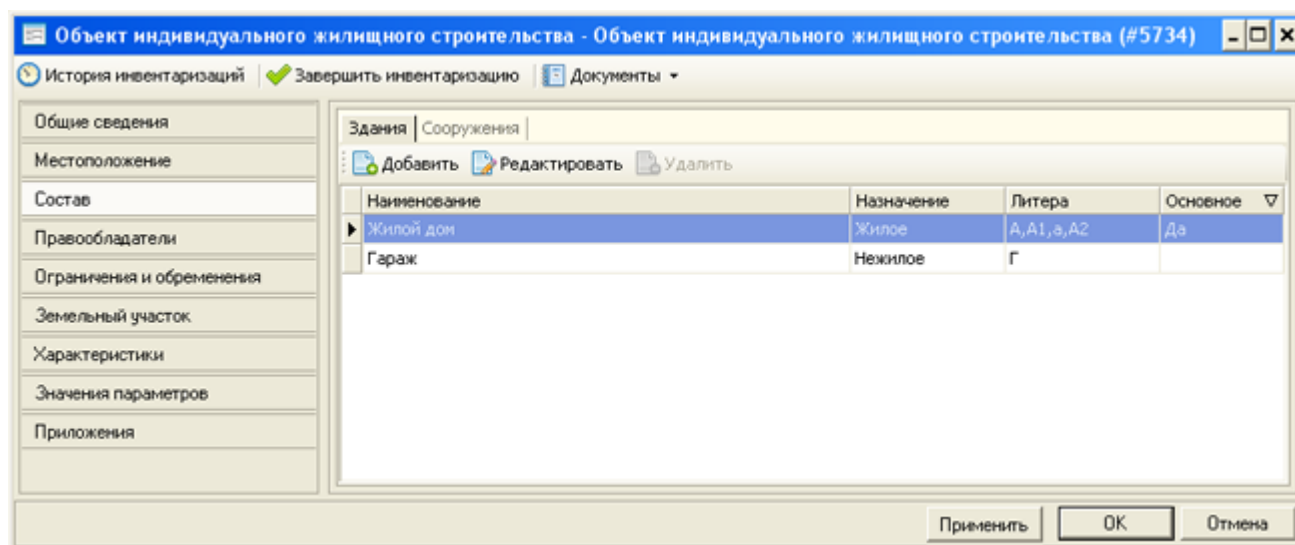 Объект индивидуального жилищного строительства - Объект индивидуального жилищного строительства (#5734)
История инвентаризаций Завершить инвентаризацию Документы
Общие сведения
Местоположение
Состав
Правообладатели
Ограничения и обременения
Земельный участок
Характеристики
Значения параметров
Приложения
Здания Сооружения
Добавить Редактировать Удалить
Наименование Назначение Литера Основное
Жилой дом Жилое А,А1,а,А2 Да
Гараж Нежилое Г
Применить ОК Отмена